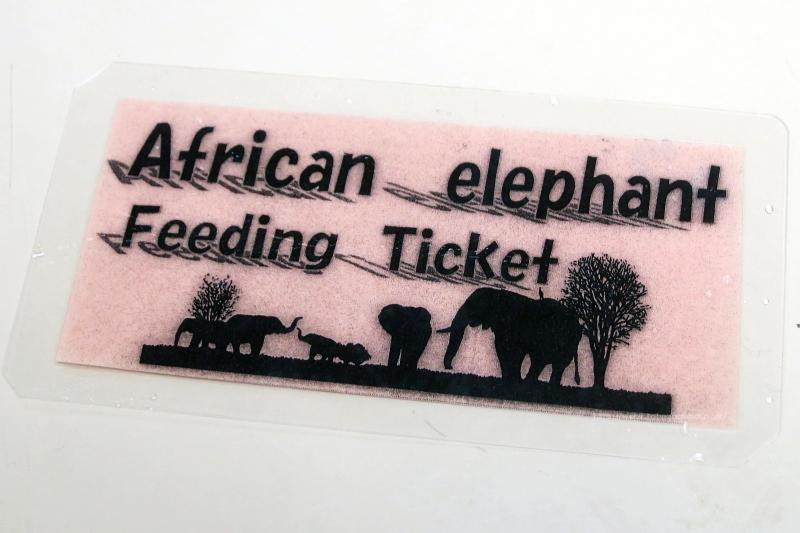 African elephant
Feeding Ticket